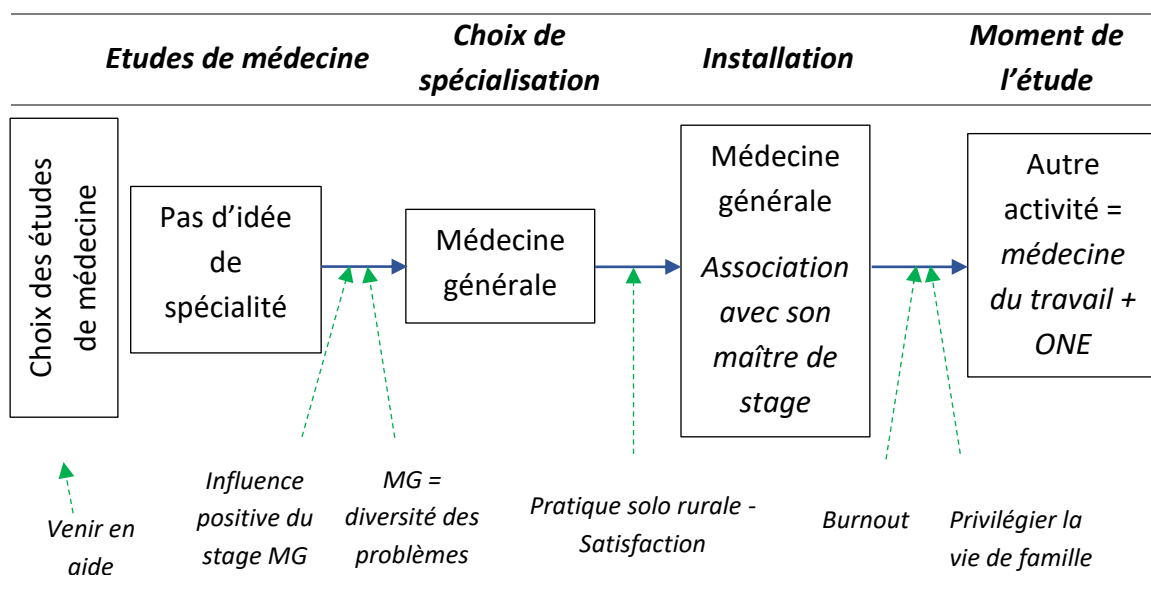 Etudes de médecine
Choix de
spécialisation
Installation
Moment de
l'étude
Choix des études
de médecine
Pas d'idée
de
spécialité
Médecine
générale
Médecine
générale
Association
avec son
maître de
stage
Autre
activité =
médecine
du travail +
ONE
Venir en
aide
Influence
positive du
stage MG
MG =
diversité des
problèmes
Pratique solo rurale -
Satisfaction
Burnout
Privilégier la
vie de famille